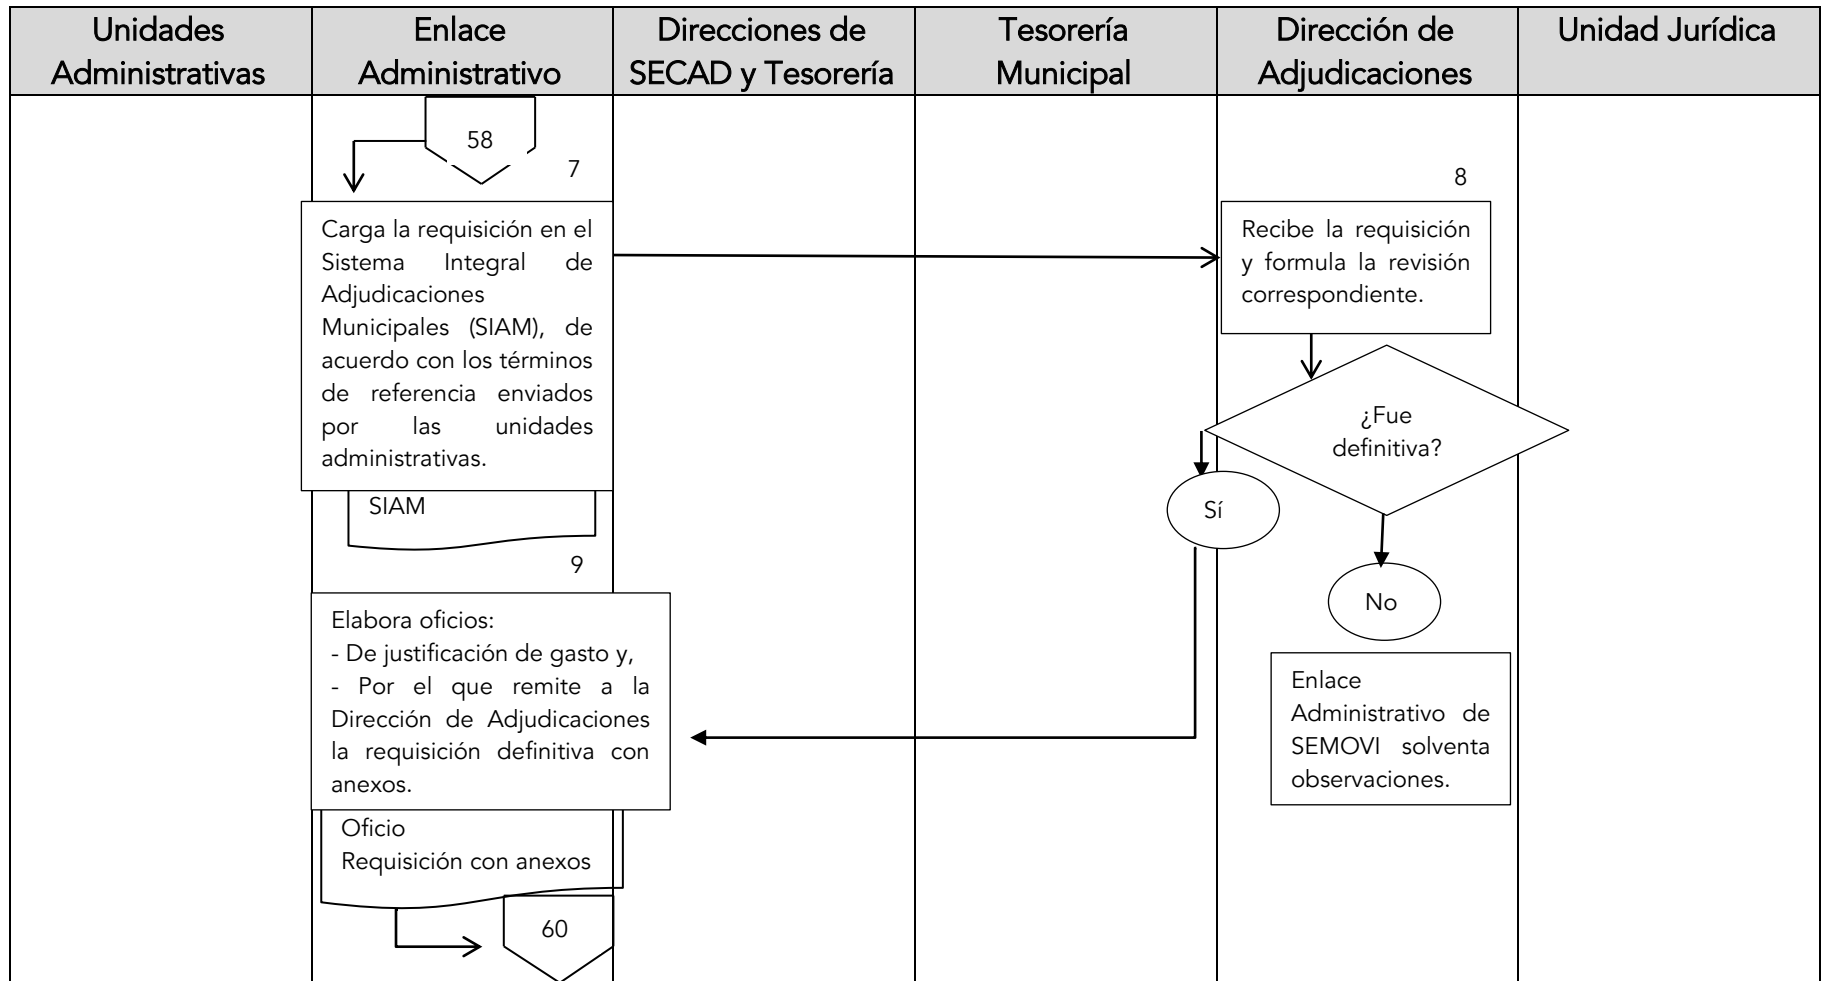 Unidades
Administrativas
Enlace
Administrativo
Direcciones de
SECAD y Tesorería
Tesorería
Municipal
Dirección de
Adjudicaciones
Unidad Jurídica
58
7
Carga la requisición en el
Sistema Integral de
Adjudicaciones
Municipales (SIAM), de
acuerdo con los términos
de referencia enviados
por las unidades
administrativas.
SIAM
8
Recibe la requisición
y formula la revisión
correspondiente.
¿Fue
definitiva?
Sí
No
Enlace
Administrativo de
SEMOVI solventa
observaciones.
9
Elabora oficios:
- De justificación de gasto y,
- Por el que remite a la
Dirección de Adjudicaciones
la requisición definitiva con
anexos.
Oficio
Requisición con anexos
60